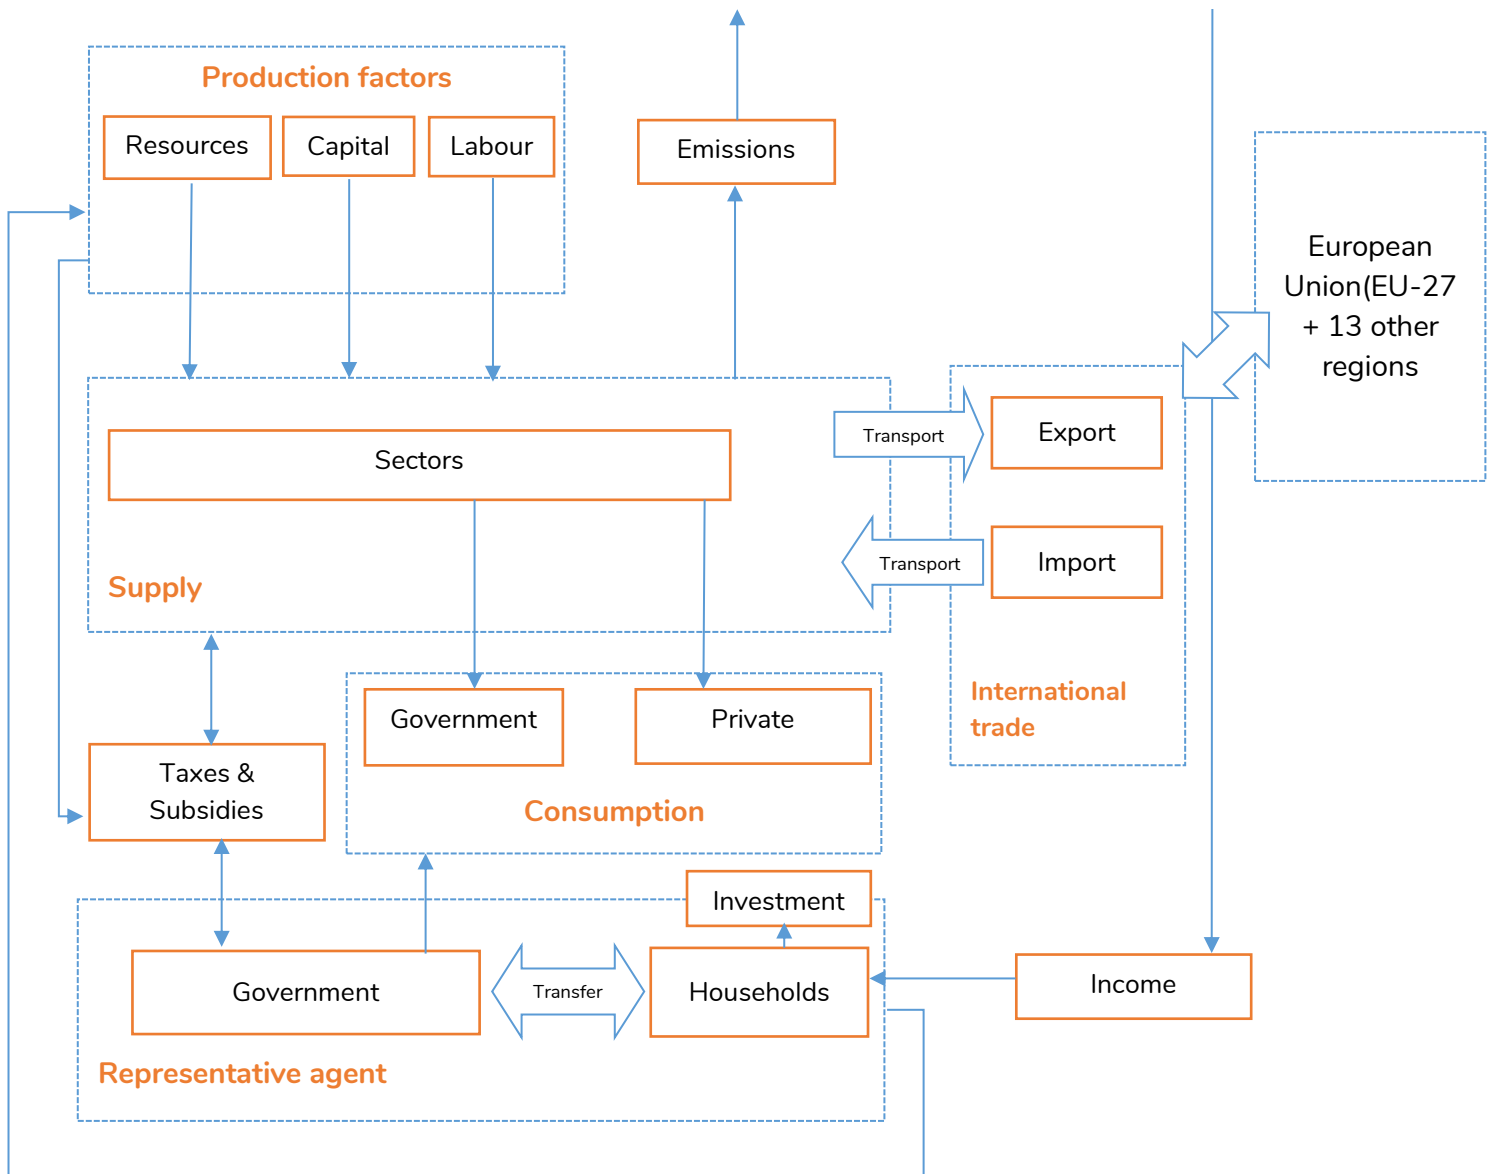 Production factors
Resources
Capital
Labour
Emissions
European
Union(EU-27
+ 13 other
regions
Sectors
Transport
Export
Transport
Import
Supply
International
trade
Government
Private
Taxes &
Subsidies
Consumption
Investment
Government
Transfer
Households
Income
Representative agent